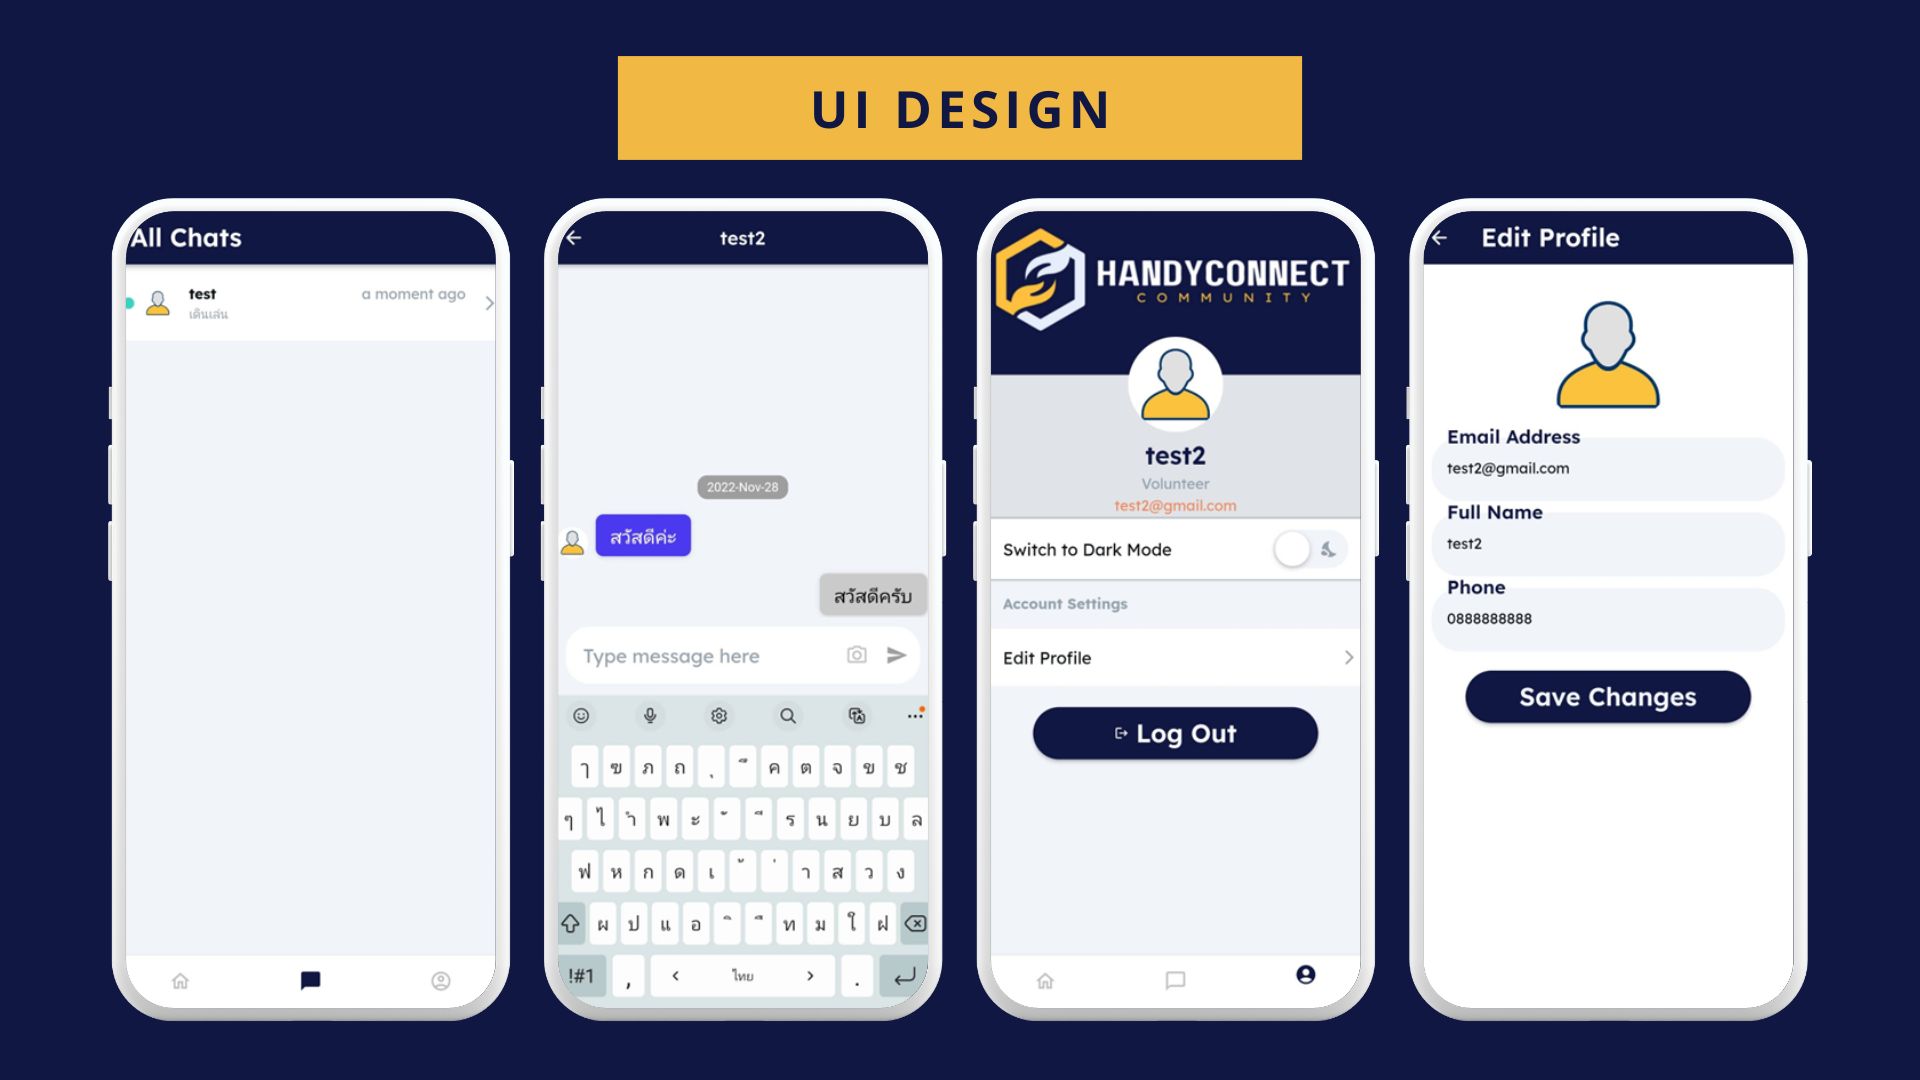 UI DESIGN
All Chats
test
a moment ago
เดินเล่น
test2
2022-Nov-28
สวัสดีค่ะ
สวัสดีครับ
Type message here
ๅ ฃ ภ ถ ุ ึ ค ต จ ข ช
ๆ ไ ำ พ ะ ั ี ร น ย บ ล
ฟ ห ก ด เ ้ ่ า ส ว ง
ผ ป แ อ ิ ื ท ม ใ ฝ
!#1 , < ไทย > .
HANDYCONNECT
COMMUNITY
test2
Volunteer
test2@gmail.com
Switch to Dark Mode
Account Settings
Edit Profile
Log Out
Edit Profile
Email Address
test2@gmail.com
Full Name
test2
Phone
0888888888
Save Changes